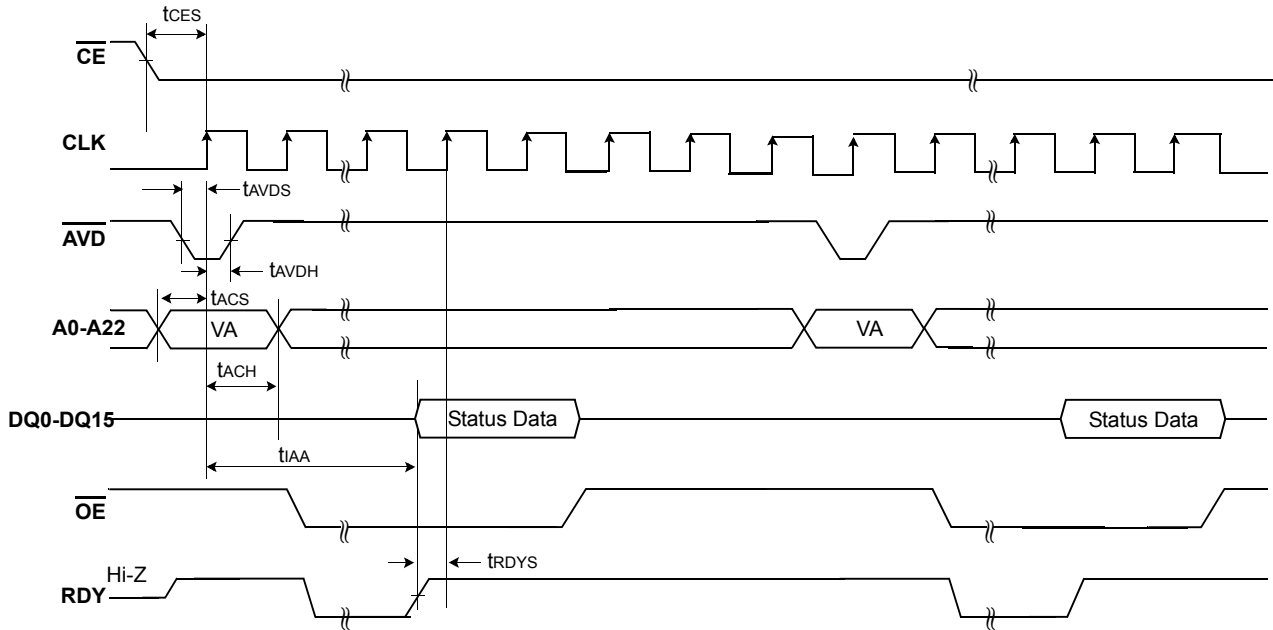 tCES
CE
CLK
tAVDS
AVD
tAVDH
tACS
A0-A22
VA
VA
tACH
DQ0-DQ15
Status Data
Status Data
tIAA
OE
tRDYS
Hi-Z
RDY